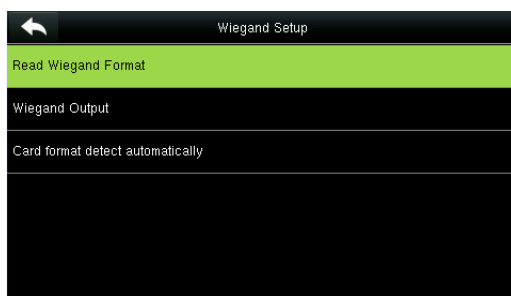 Wiegand Setup
Read Wiegand Format
Wiegand Output
Card format detect automatically